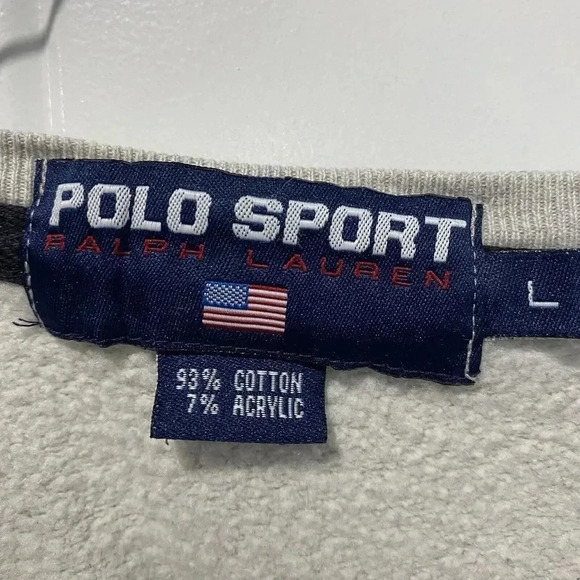 POLO SPORT
RALPH LAUREN
L
93% COTTON
7% ACRYLIC